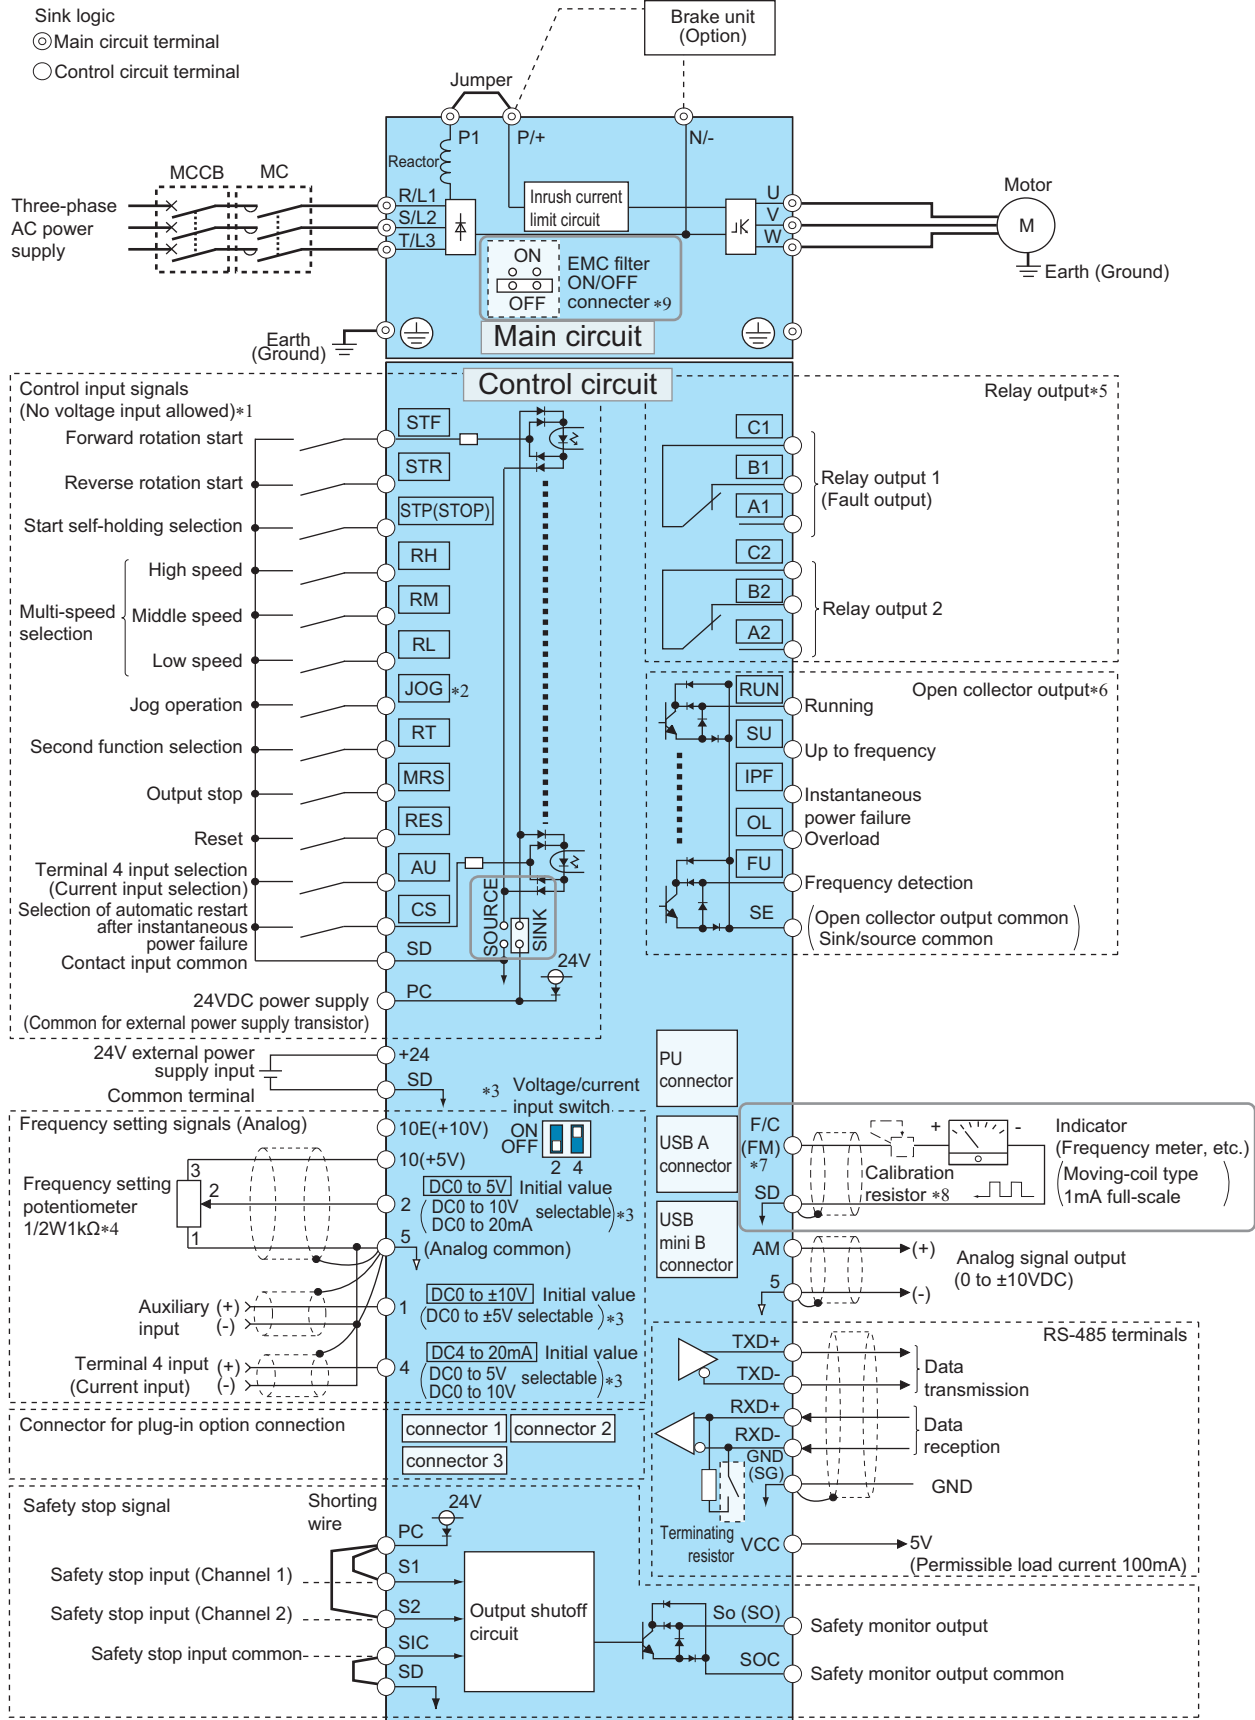 Sink logic
Main circuit terminal
Control circuit terminal
Brake unit
(Option)
Jumper
P1
P/+
N/-
Reactor
MCCB
MC
Three-phase
AC power
supply
R/L1
S/L2
T/L3
Inrush current
limit circuit
U
V
W
Motor
M
Earth (Ground)
ON
OFF
EMC filter
ON/OFF
connecter *9
Earth
(Ground)
Main circuit
Control circuit
Control input signals
(No voltage input allowed)*1
Forward rotation start
STF
Reverse rotation start
STR
Start self-holding selection
STP(STOP)
Multi-speed
selection
High speed
RH
Middle speed
RM
Low speed
RL
Jog operation
JOG *2
Second function selection
RT
Output stop
MRS
Reset
RES
Terminal 4 input selection
(Current input selection)
AU
Selection of automatic restart
after instantaneous
power failure
CS
Contact input common
SD
SOURCE
SINK
24V
24VDC power supply
(Common for external power supply transistor)
PC
Relay output*5
C1
B1
A1
Relay output 1
(Fault output)
C2
B2
A2
Relay output 2
Open collector output*6
RUN
Running
SU
Up to frequency
IPF
Instantaneous
power failure
OL
Overload
FU
Frequency detection
SE
(Open collector output common
Sink/source common)
24V external power
supply input
+24
Common terminal
SD
*3 Voltage/current
input switch
ON
OFF
2 4
Frequency setting signals (Analog)
10E(+10V)
10(+5V)
Frequency setting
potentiometer
1/2W1kΩ*4
3
2
1
2
DC0 to 5V Initial value
(DC0 to 10V
DC0 to 20mA selectable)*3
5
(Analog common)
Auxiliary
input
(+)
(-)
1
DC0 to ±10V Initial value
(DC0 to ±5V selectable)*3
Terminal 4 input
(Current input)
(+)
(-)
4
DC4 to 20mA Initial value
(DC0 to 5V
DC0 to 10V selectable)*3
Connector for plug-in option connection
connector 1
connector 2
connector 3
PU
connector
USB A
connector
USB
mini B
connector
F/C
(FM)
*7
SD
+
-
Calibration
resistor *8
Indicator
(Frequency meter, etc.)
(Moving-coil type
1mA full-scale)
AM
(+)
5
(-)
Analog signal output
(0 to ±10VDC)
RS-485 terminals
TXD+
TXD-
Data
transmission
RXD+
RXD-
Data
reception
GND
(SG)
GND
Terminating
resistor
VCC
5V
(Permissible load current 100mA)
Safety stop signal
Shorting
wire
24V
PC
Safety stop input (Channel 1)
S1
Safety stop input (Channel 2)
S2
Safety stop input common
SIC
SD
Output shutoff
circuit
So (SO)
Safety monitor output
SOC
Safety monitor output common